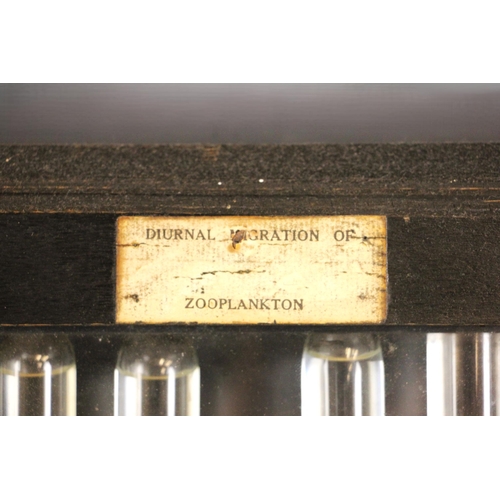 DIURNAL MIGRATION OF
ZOOPLANKTON